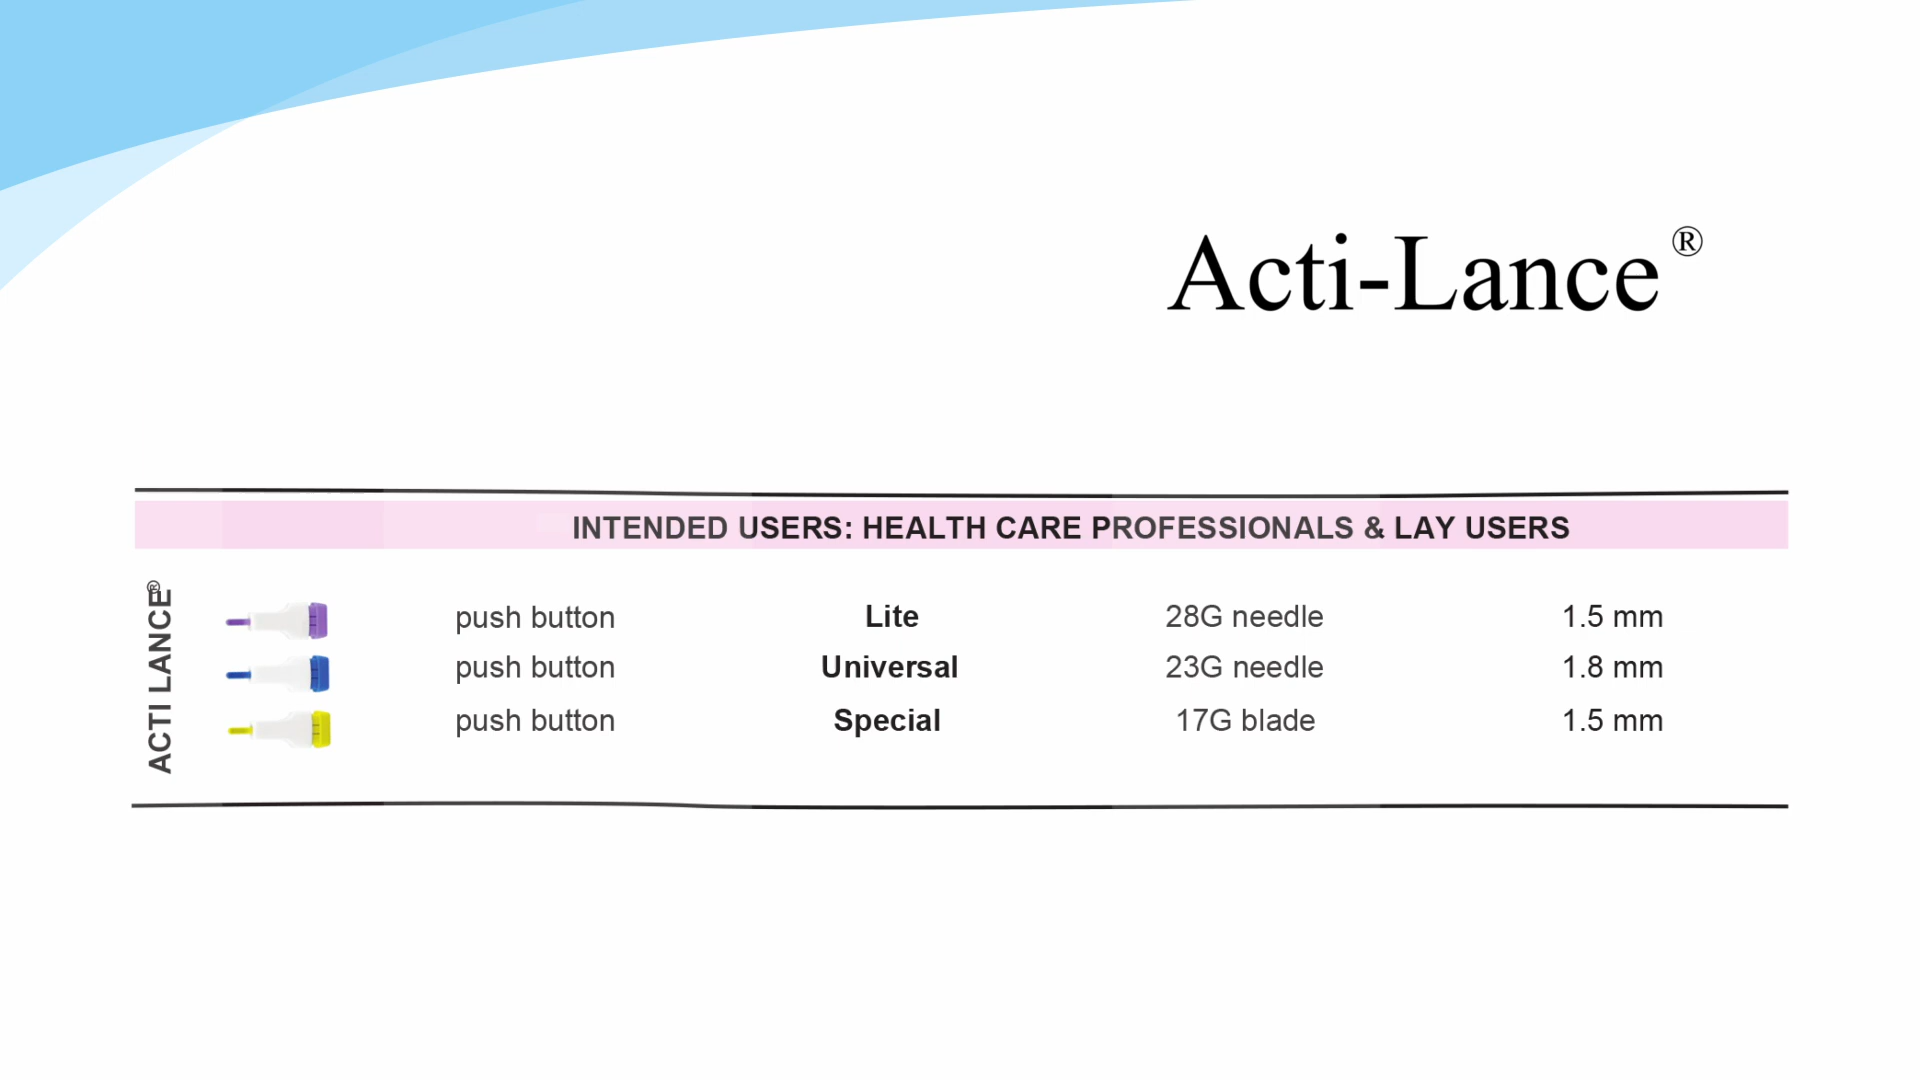 Acti-Lance®
INTENDED USERS: HEALTH CARE PROFESSIONALS & LAY USERS
ACTI LANCE®
push button Lite 28G needle 1.5 mm
push button Universal 23G needle 1.8 mm
push button Special 17G blade 1.5 mm